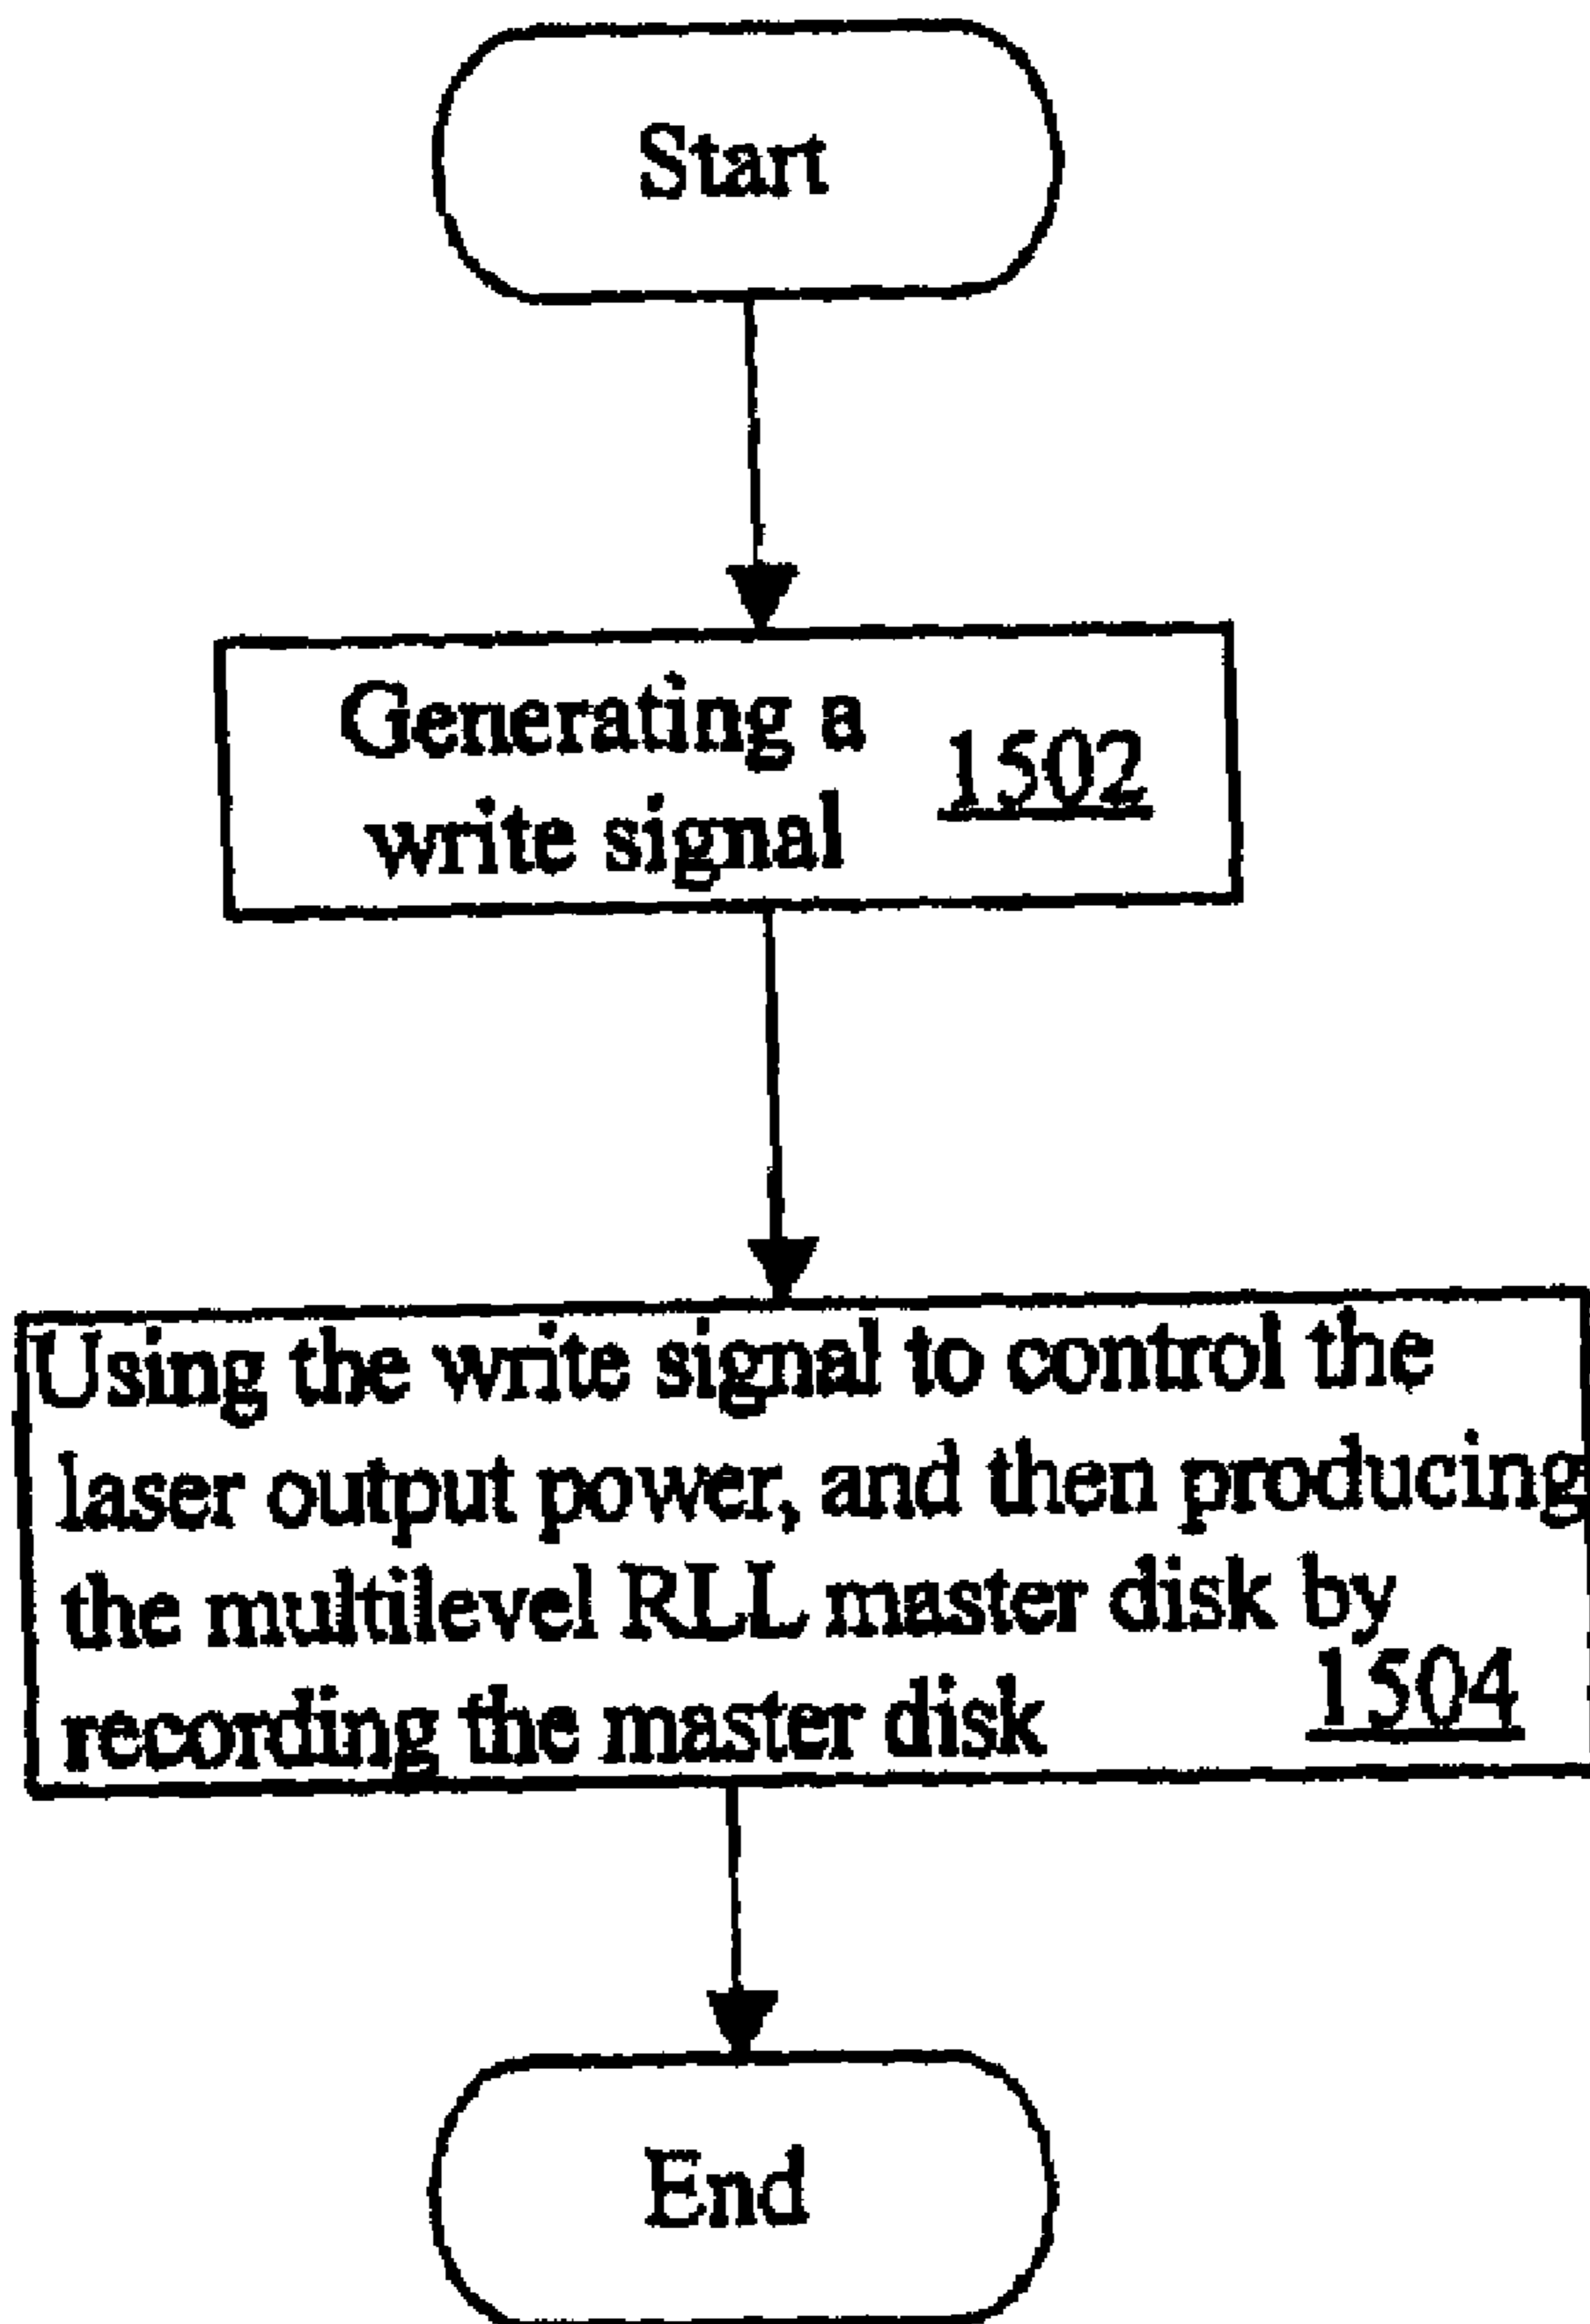 Start
Generating a
write signal
1502
Using the write signal to control the
laser output power, and then producing
the multilevel RLL master disk by
recording the master disk
1504
End